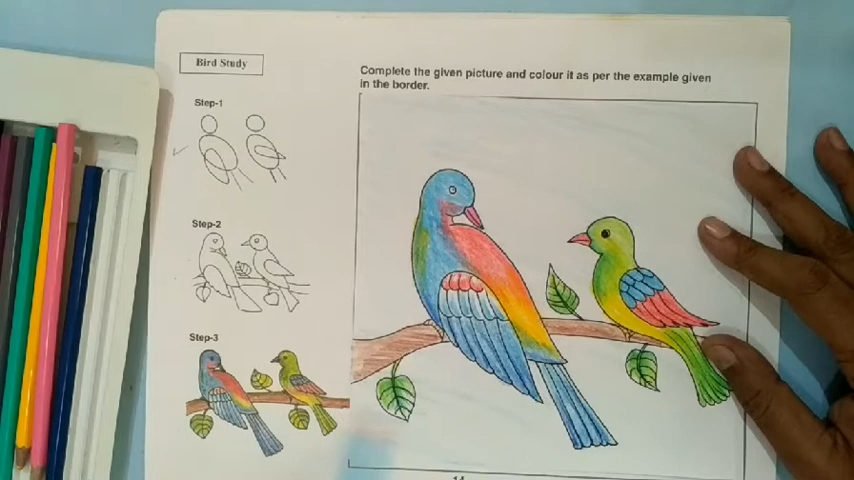 Bird Study
Complete the given picture and colour it as per the example given
in the border.
Step-1
Step-2
Step-3